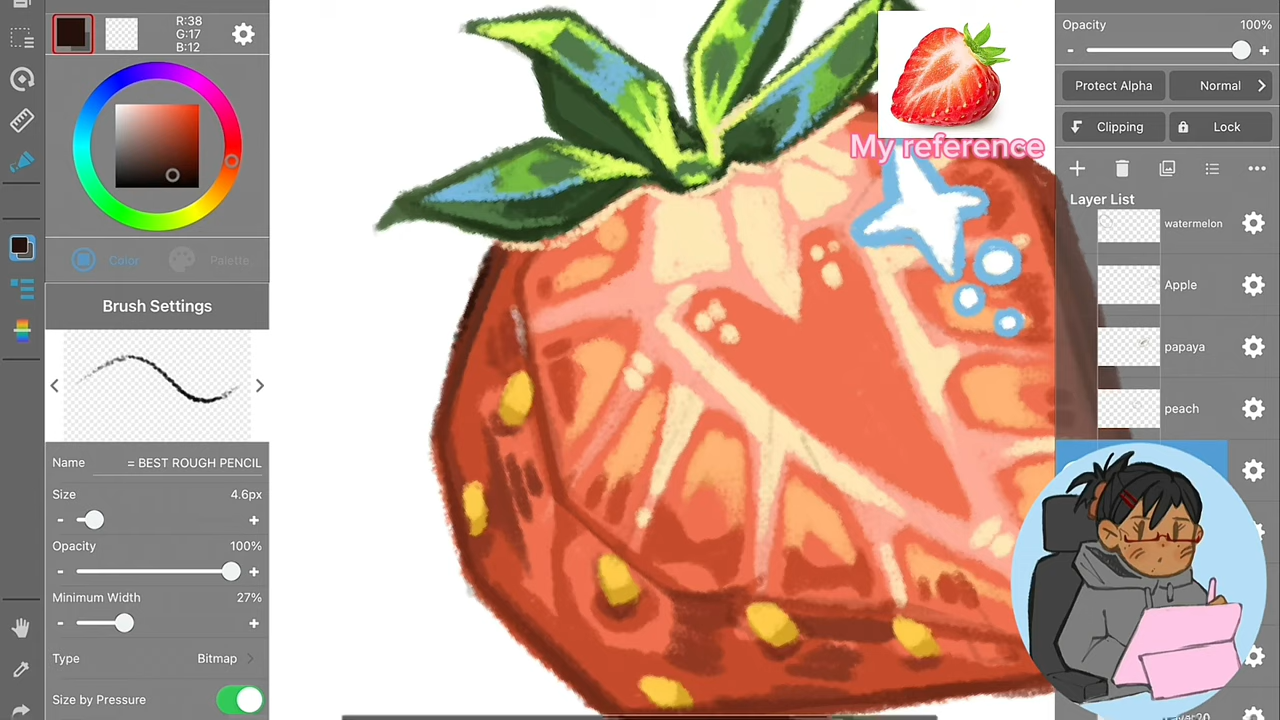 R:38
G:17
B:12
Color
Palette
Brush Settings
Name
= BEST ROUGH PENCIL
Size
4.6px
-
+
Opacity
100%
-
+
Minimum Width
27%
-
+
Type
Bitmap
Size by Pressure
My reference
Opacity
100%
-
+
Protect Alpha
Normal
Clipping
Lock
Layer List
watermelon
Apple
papaya
peach